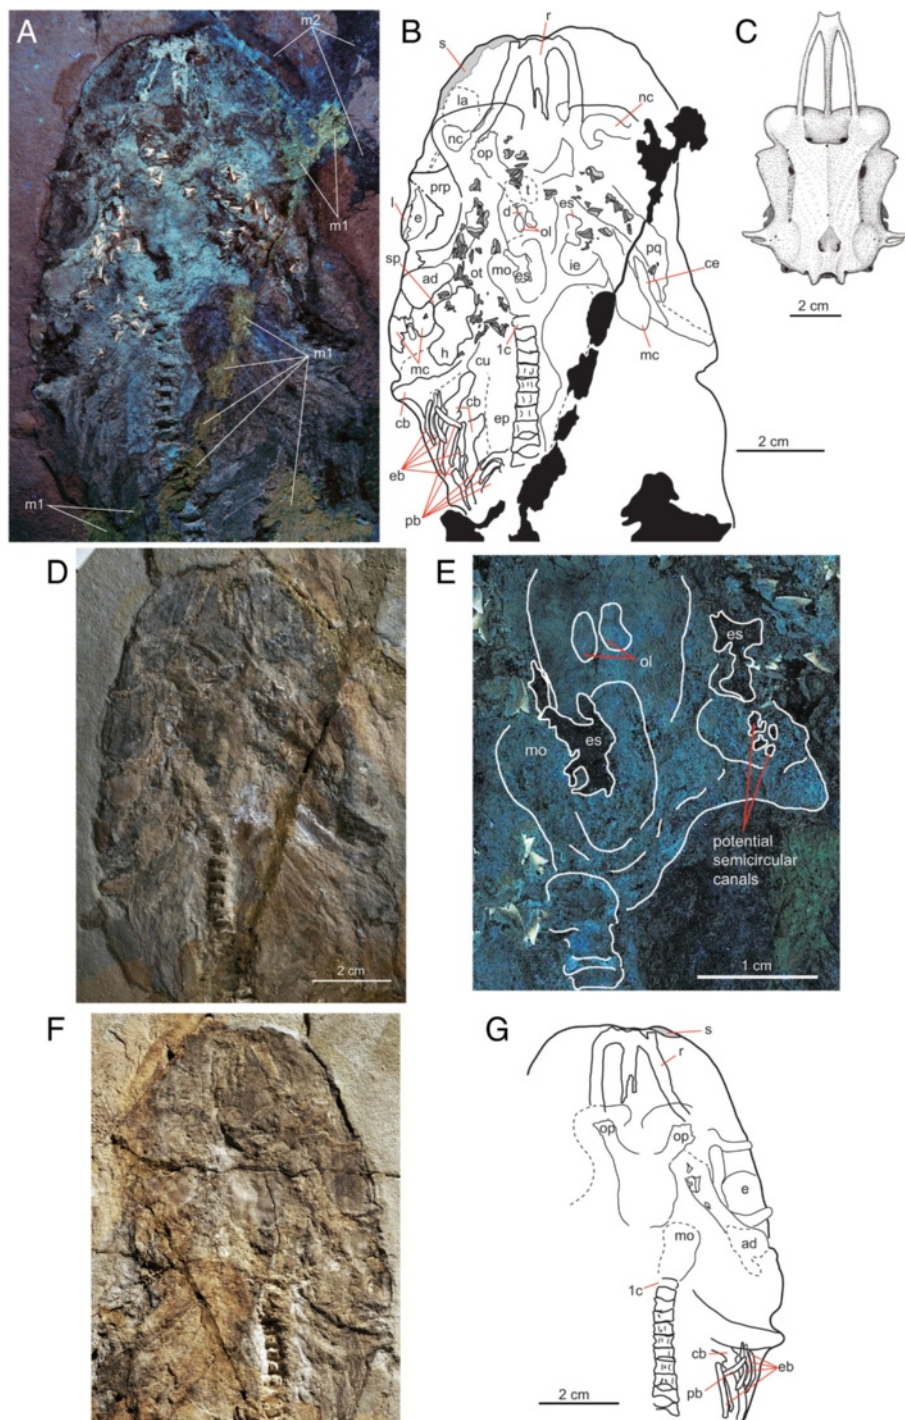 A
m2
m1
m1
m1
B
r
s
la
nc
nc
op
t
prp
l
e
d
es
ol
sp
ad
ot
mo
es
ie
pq
ce
mc
h
cu
1c
mc
cb
cb
ep
eb
pb
2 cm
C
2 cm
D
2 cm
E
es
ol
mo
es
potential
semicircular
canals
1 cm
F
G
s
r
op
op
e
ad
mo
1c
cb
eb
pb
2 cm